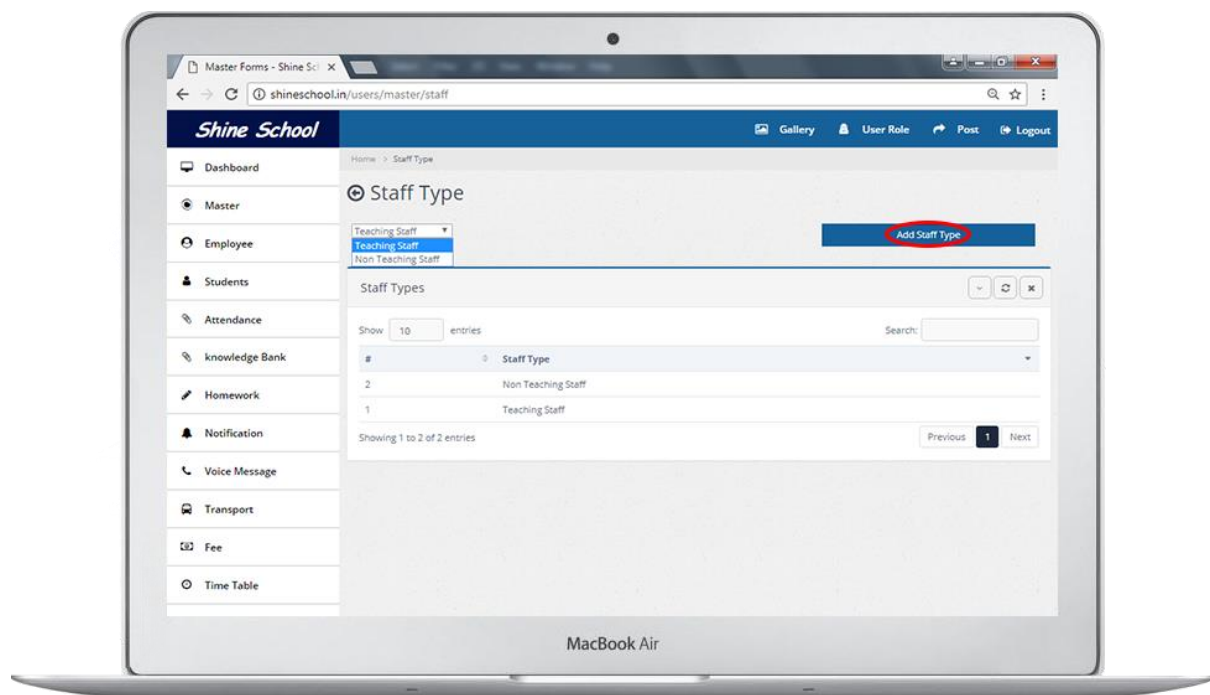 Master Forms - Shine Sc
shineschool.in/users/master/staff
Shine School Gallery User Role Post Logout
Dashboard
Master
Employee
Students
Attendance
knowledge Bank
Homework
Notification
Voice Message
Transport
Fee
Time Table
Home > Staff Type
Staff Type
Teaching Staff
Teaching Staff
Non Teaching Staff
Add Staff Type
Staff Types
Show 10 entries Search:
# Staff Type
2 Non Teaching Staff
1 Teaching Staff
Showing 1 to 2 of 2 entries Previous 1 Next
MacBook Air